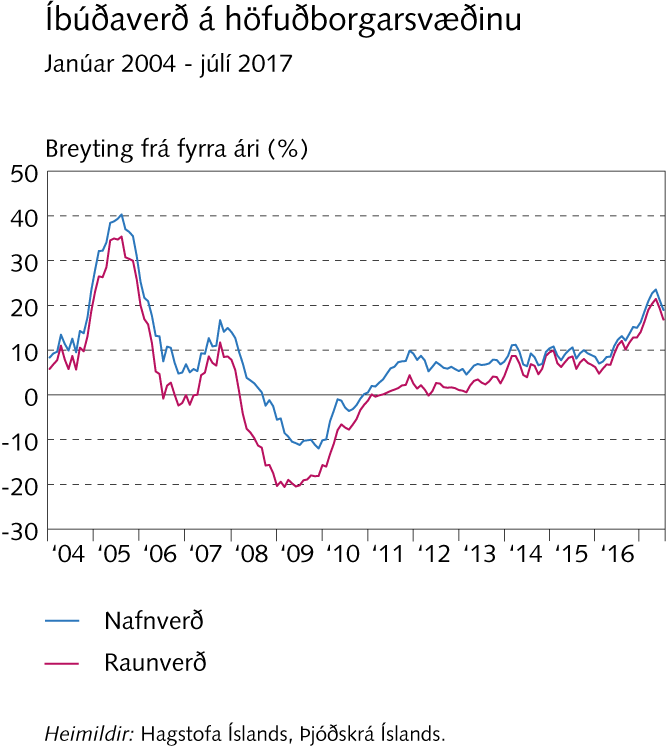 Íbúðaverð á höfuðborgarsvæðinu
Janúar 2004 - júlí 2017
Breyting frá fyrra ári (%)
50
40
30
20
10
0
-10
-20
-30
‘04 ‘05 ‘06 ‘07 ‘08 ‘09 ‘10 ‘11 ‘12 ‘13 ‘14 ‘15 ‘16
Nafnverð
Raunverð
Heimildir: Hagstofa Íslands, Þjóðskrá Íslands.